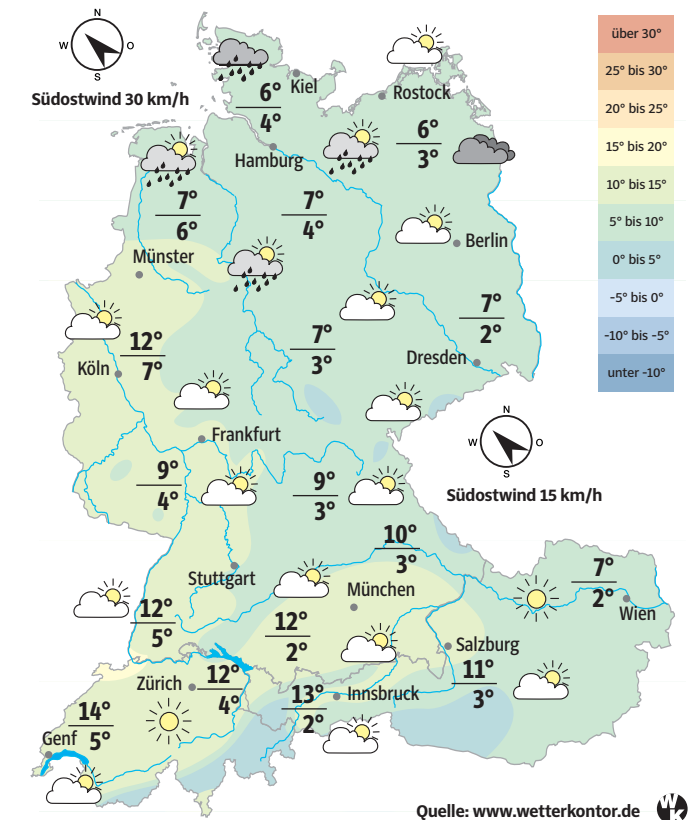 N
W O
S
Südostwind 30 km/h
Kiel
6°
4°
Rostock
6°
3°
Hamburg
7°
6°
7°
4°
Berlin
Münster
7°
2°
12°
7°
7°
3°
Köln
Dresden
Frankfurt
N
W O
S
Südostwind 15 km/h
9°
4°
9°
3°
10°
3°
Stuttgart
München
7°
2°
Wien
12°
5°
12°
2°
Salzburg
11°
3°
Zürich
12°
4°
13°
2°
Innsbruck
14°
5°
Genf
über 30°
25° bis 30°
20° bis 25°
15° bis 20°
10° bis 15°
5° bis 10°
0° bis 5°
-5° bis 0°
-10° bis -5°
unter -10°
Quelle: www.wetterkontor.de
WK